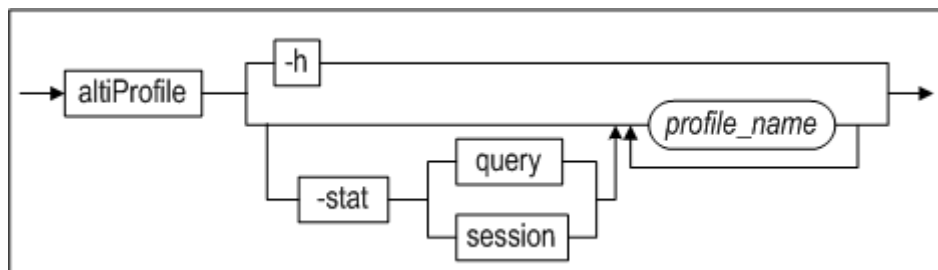 -h
altiProfile
profile_name
query
-stat
session